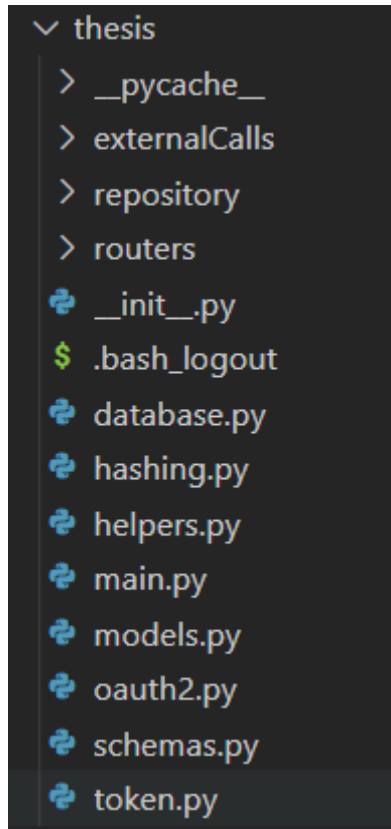 thesis
__pycache__
externalCalls
repository
routers
__init__.py
$ .bash_logout
database.py
hashing.py
helpers.py
main.py
models.py
oauth2.py
schemas.py
token.py